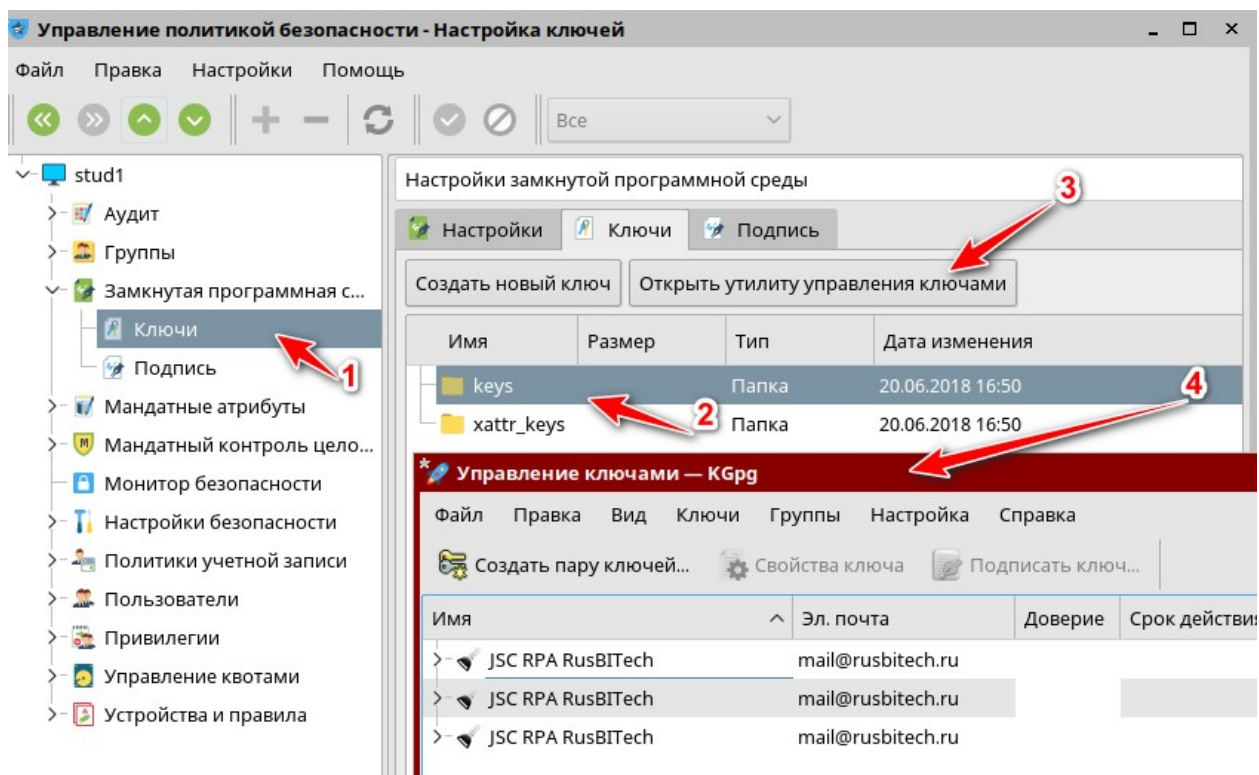 Управление политикой безопасности - Настройка ключей
Файл Правка Настройки Помощь
Все
stud1
Аудит
Группы
Замкнутая программная с...
Ключи
1
Подпись
Мандатные атрибуты
Мандатный контроль цело...
Монитор безопасности
Настройки безопасности
Политики учетной записи
Пользователи
Привилегии
Управление квотами
Устройства и правила
Настройки замкнутой программной среды
3
Настройки Ключи Подпись
Создать новый ключ Открыть утилиту управления ключами
Имя Размер Тип Дата изменения
keys Папка 20.06.2018 16:50
2
4
xattr_keys Папка 20.06.2018 16:50
Управление ключами — KGpg
Файл Правка Вид Ключи Группы Настройка Справка
Создать пару ключей... Свойства ключа Подписать ключ...
Имя Эл. почта Доверие Срок действия
JSC RPA RusBITech mail@rusbitech.ru
JSC RPA RusBITech mail@rusbitech.ru
JSC RPA RusBITech mail@rusbitech.ru